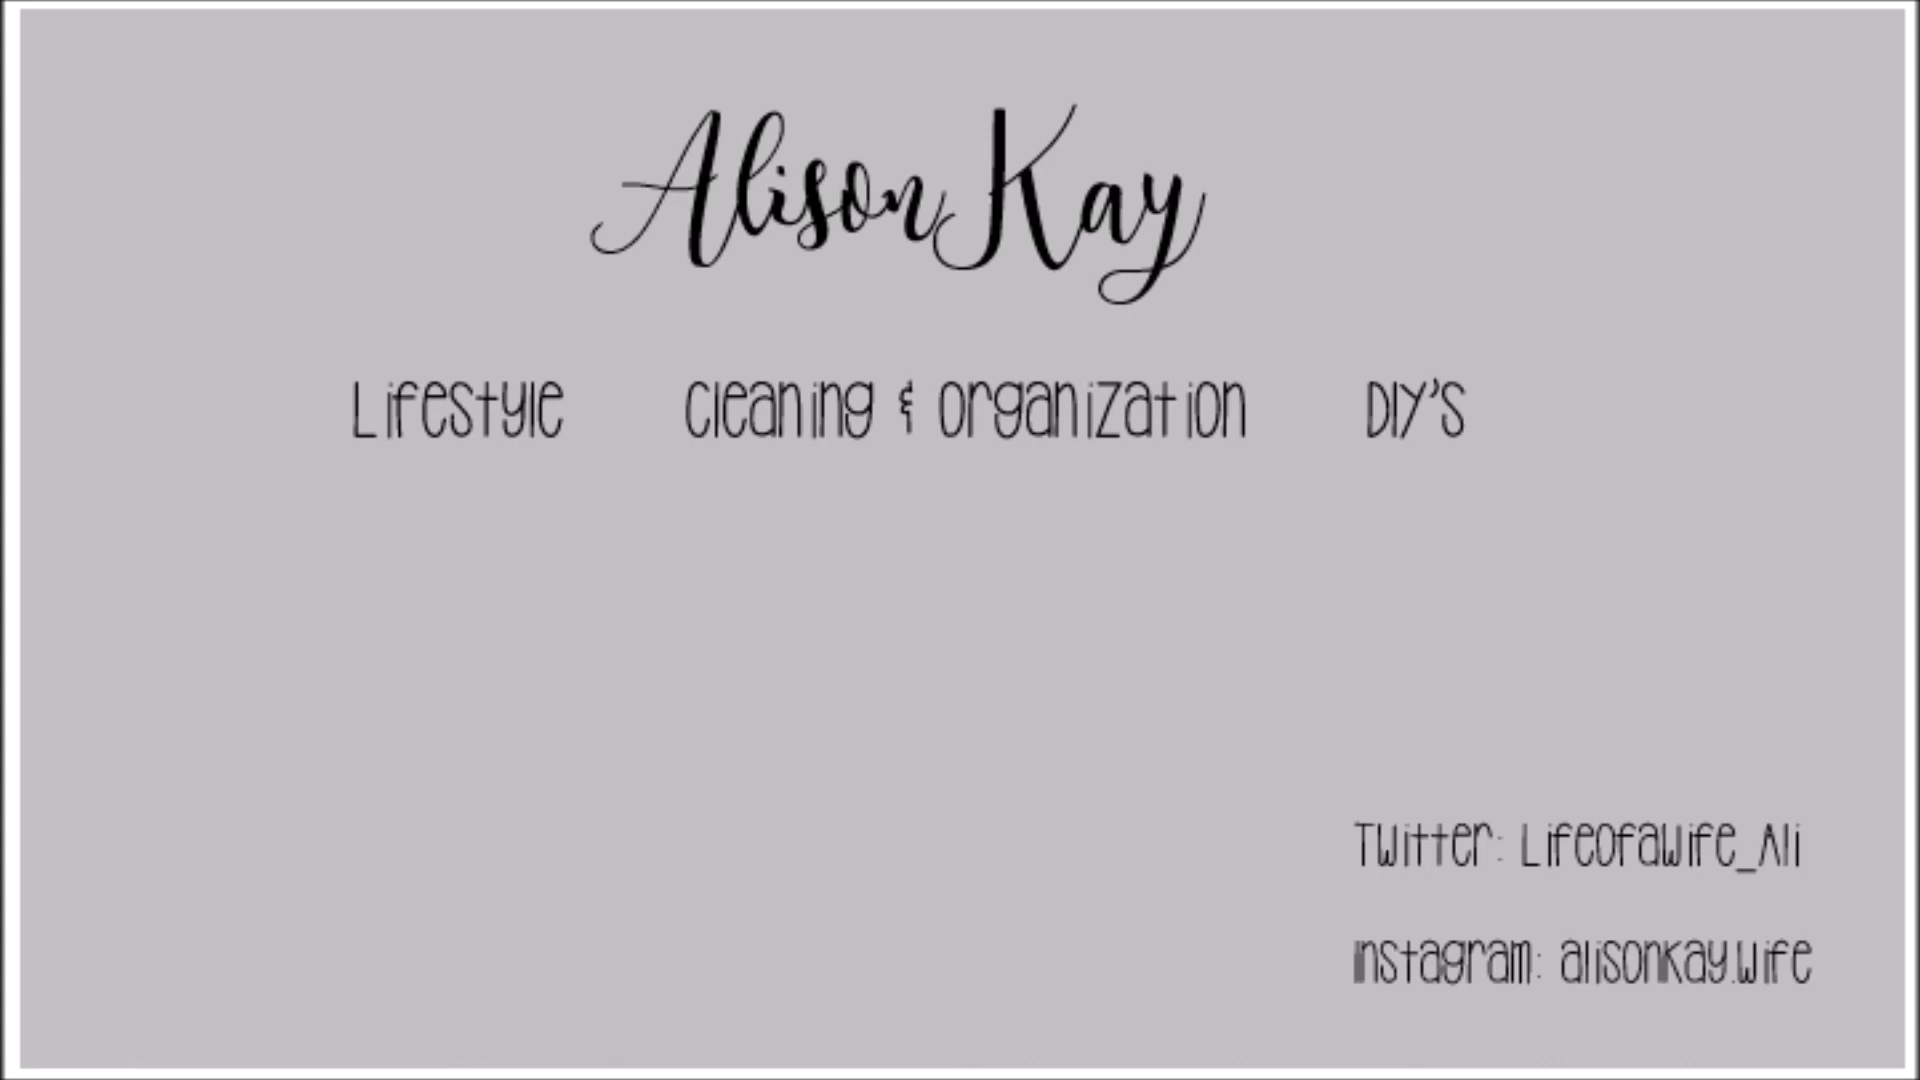 Alison Kay
Lifestyle Cleaning & Organization DIY'S
Twitter: LifeOfaWife_Ali
Instagram: alisonkay.wife